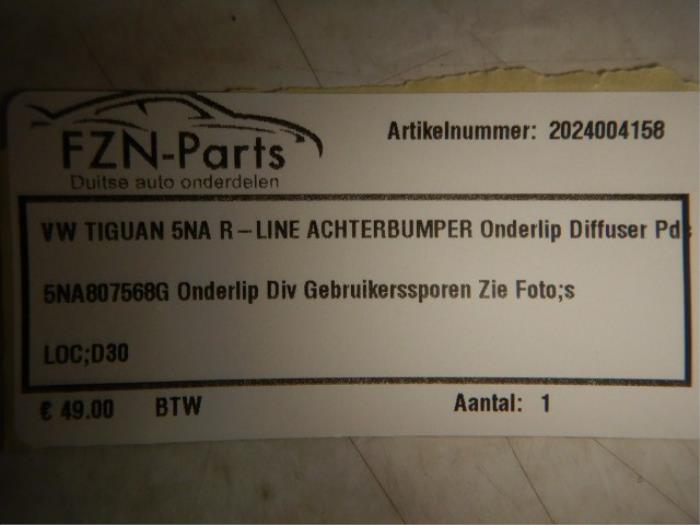 FZN-Parts
Duitse auto onderdelen
Artikelnummer: 2024004158
VW TIGUAN 5NA R-LINE ACHTERBUMPER Onderlip Diffuser Pdc
5NA807568G Onderlip Div Gebruikerssporen Zie Foto;s
LOC;D30
€ 49.00 BTW Aantal: 1